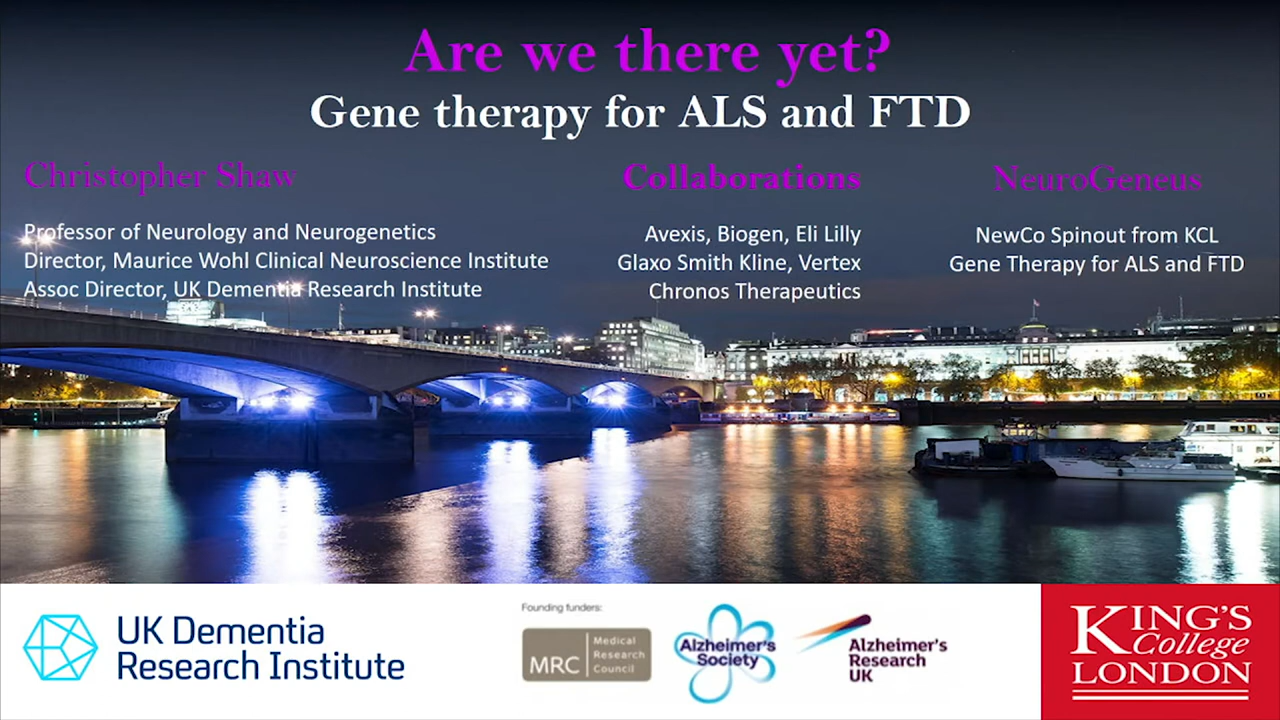 Are we there yet?
Gene therapy for ALS and FTD
Christopher Shaw
Professor of Neurology and Neurogenetics
Director, Maurice Wohl Clinical Neuroscience Institute
Assoc Director, UK Dementia Research Institute
Collaborations
Avexis, Biogen, Eli Lilly
Glaxo Smith Kline, Vertex
Chronos Therapeutics
NeuroGeneus
NewCo Spinout from KCL
Gene Therapy for ALS and FTD
UK Dementia
Research Institute
Founding funders:
MRC
Medical
Research
Council
Alzheimer's
Society
Alzheimer's
Research
UK
KING'S
College
LONDON